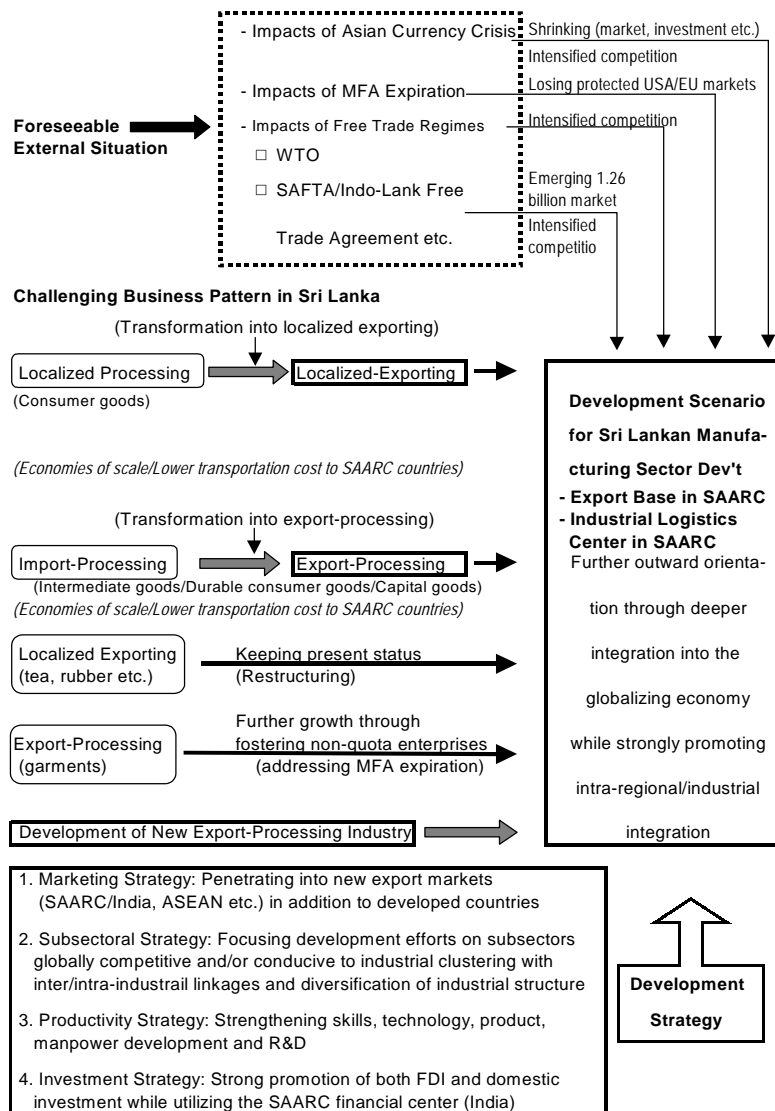 - Impacts of Asian Currency Crisis
Shrinking (market, investment etc.)
Intensified competition
- Impacts of MFA Expiration
Losing protected USA/EU markets
Foreseeable
External Situation
- Impacts of Free Trade Regimes
Intensified competition
□ WTO
□ SAFTA/Indo-Lank Free
Trade Agreement etc.
Emerging 1.26
billion market
Intensified
competitio
Challenging Business Pattern in Sri Lanka
(Transformation into localized exporting)
Localized Processing
Localized-Exporting
(Consumer goods)
(Economies of scale/Lower transportation cost to SAARC countries)
(Transformation into export-processing)
Import-Processing
Export-Processing
(Intermediate goods/Durable consumer goods/Capital goods)
(Economies of scale/Lower transportation cost to SAARC countries)
Localized Exporting
(tea, rubber etc.)
Keeping present status
(Restructuring)
Export-Processing
(garments)
Further growth through
fostering non-quota enterprises
(addressing MFA expiration)
Development of New Export-Processing Industry
Development Scenario
for Sri Lankan Manufa-
cturing Sector Dev't
- Export Base in SAARC
- Industrial Logistics
Center in SAARC
Further outward orienta-
tion through deeper
integration into the
globalizing economy
while strongly promoting
intra-regional/industrial
integration
1. Marketing Strategy: Penetrating into new export markets
(SAARC/India, ASEAN etc.) in addition to developed countries
2. Subsectoral Strategy: Focusing development efforts on subsectors
globally competitive and/or conducive to industrial clustering with
inter/intra-industrail linkages and diversification of industrial structure
3. Productivity Strategy: Strengthening skills, technology, product,
manpower development and R&D
4. Investment Strategy: Strong promotion of both FDI and domestic
investment while utilizing the SAARC financial center (India)
Development
Strategy